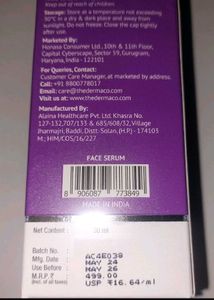 Keep out of reach of children.
Storage: Store at a temperature not exceeding
30°C in a dry & dark place away from
sunlight. Do not freeze. Close the cap tightly
after use.
Marketed By:
Honasa Consumer Ltd., 10th & 11th Floor,
Capital Cyberscape, Sector 59, Gurugram,
Haryana, India - 122101
For Queries, Contact:
Customer Care Manager, at marketed by address.
Call: +91 8800778017
Email: care@thedermaco.com
Visit us at: www.thedermaco.com
Manufactured By:
Alaina Healthcare Pvt. Ltd. Khasra No.
127-132,707/133 & 685/608/32, Village
Jharmajri, Baddi, Distt.-Solan, (H.P.) - 174103
M.: HIM/COS/16/227
FACE SERUM
8 906087 773849
MADE IN INDIA
Net Content: 30 ml
Batch No. AC4E038
Mfg. Date: MAY 24
Use Before: MAY 26
M.R.P. ₹ 499.00
(Incl. of all taxes) USP ₹16.64/ml